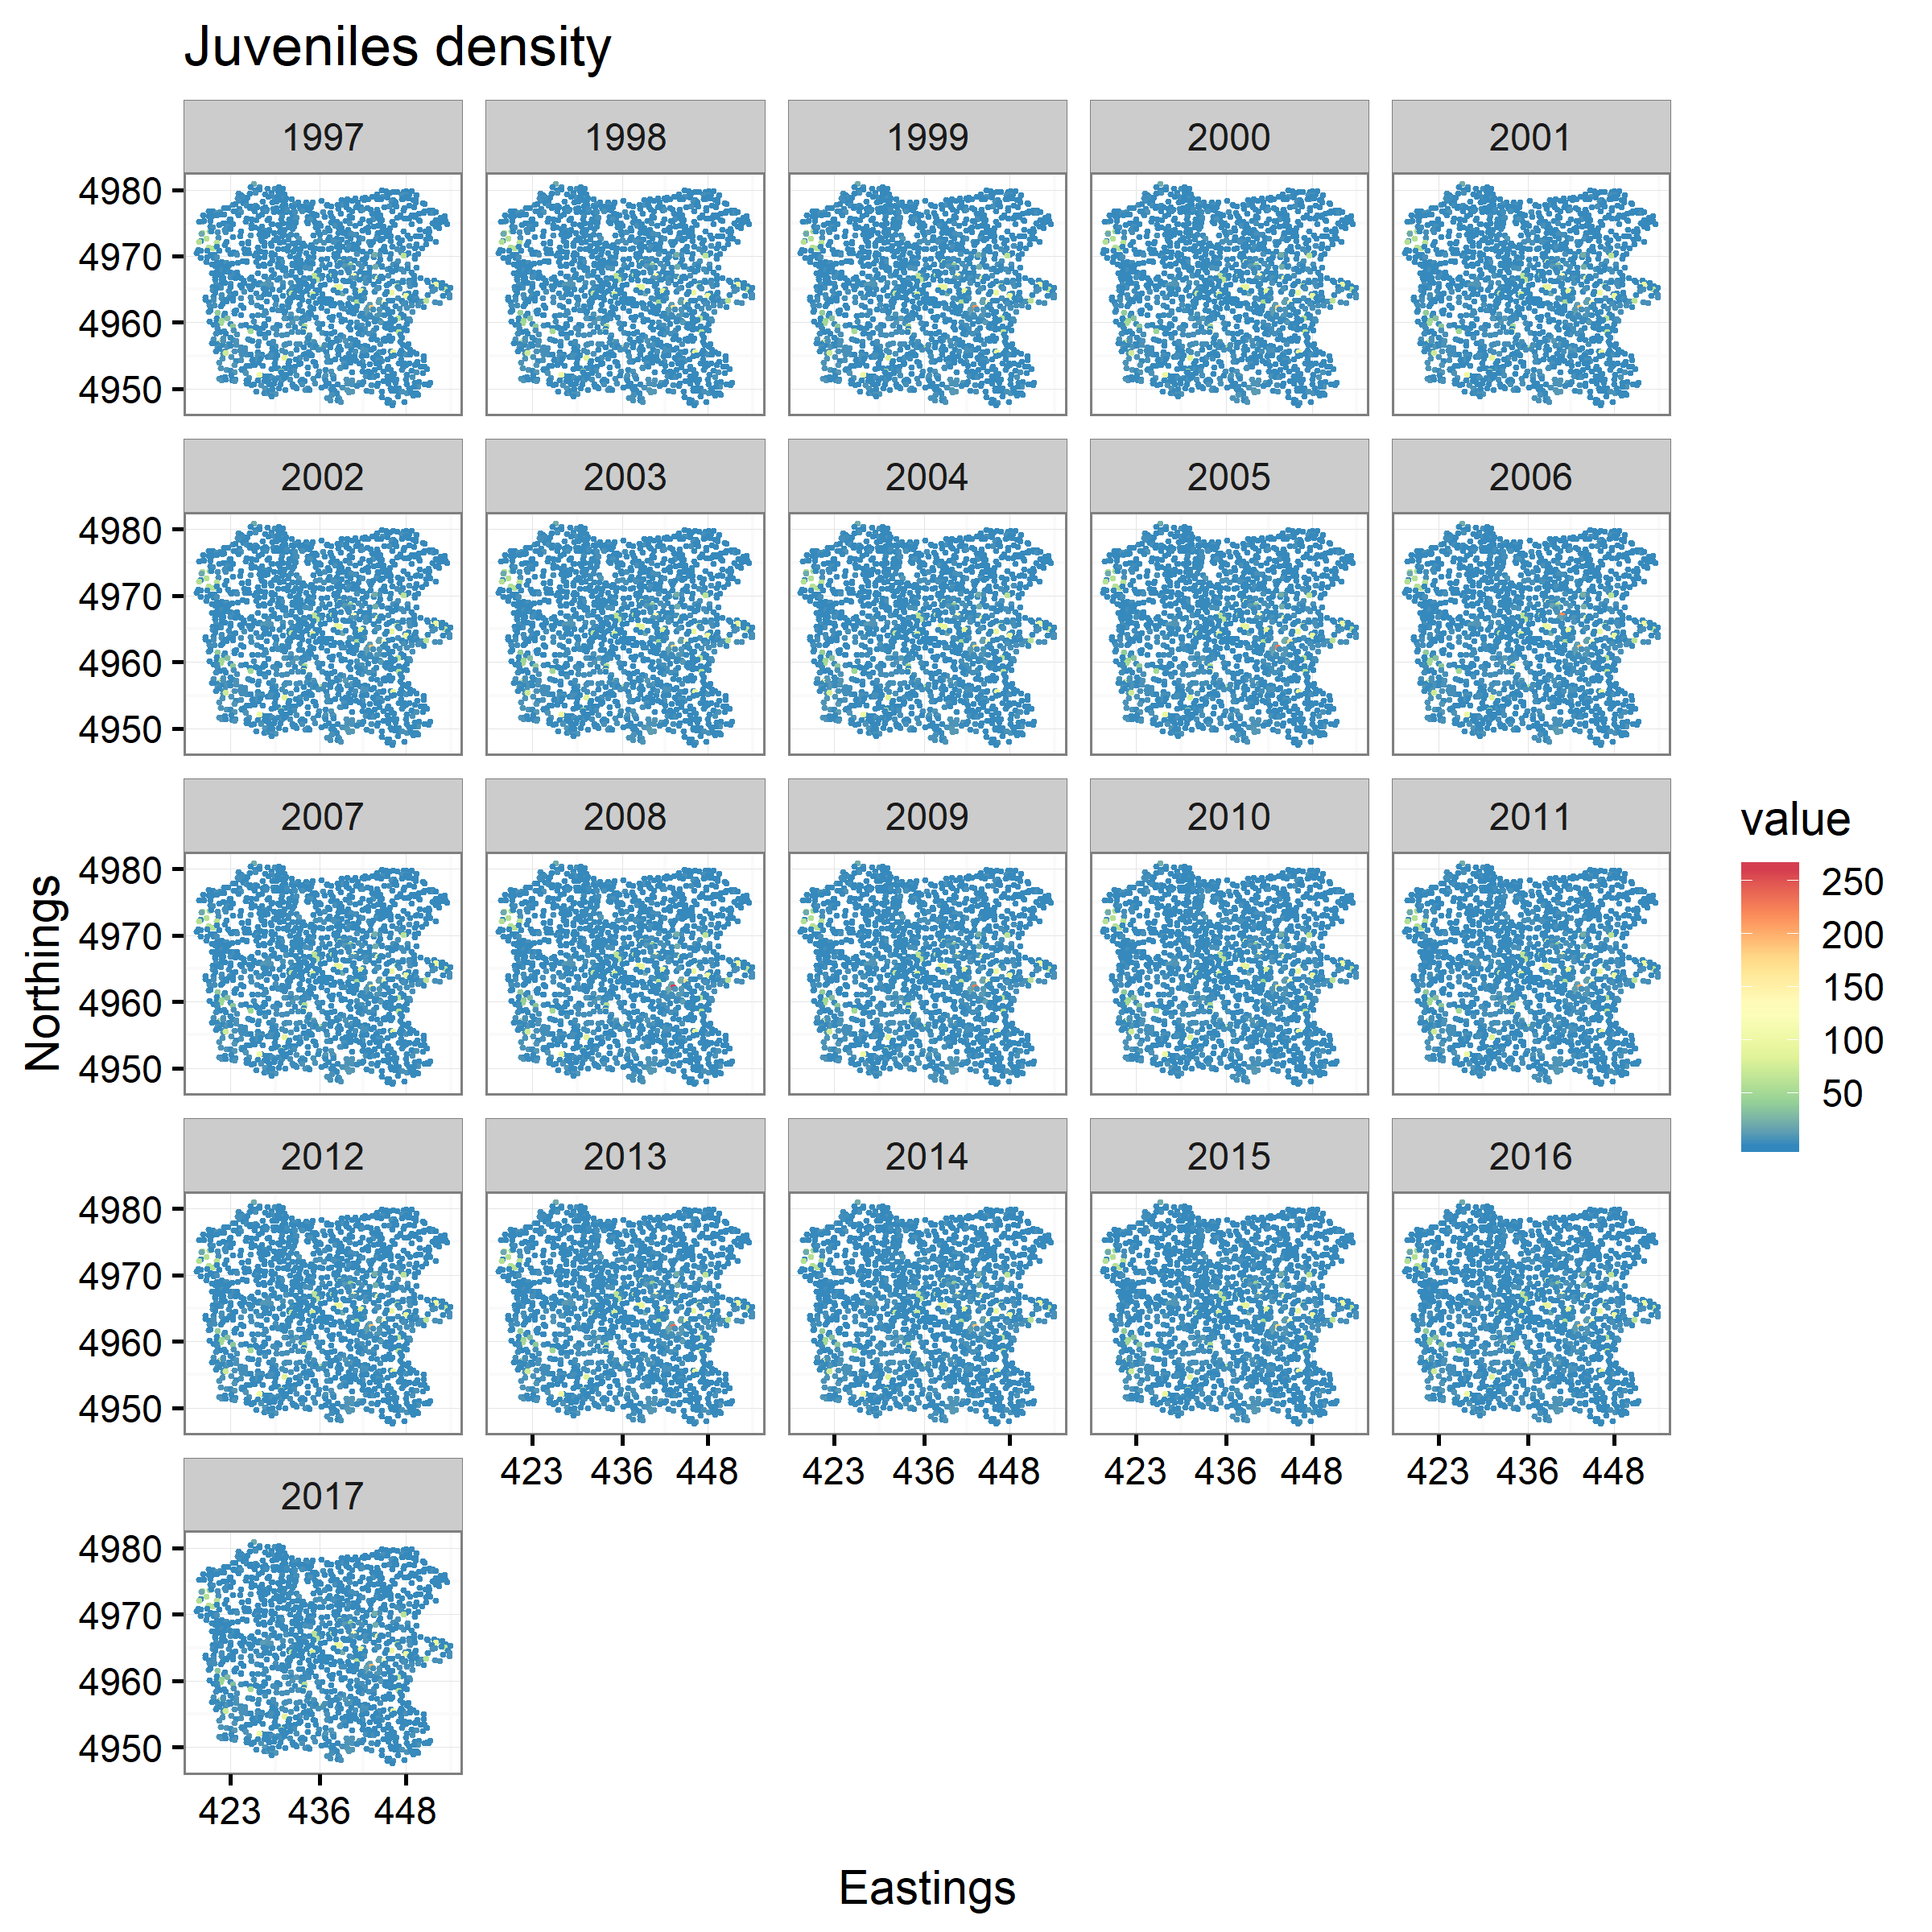 Juveniles density
1997 1998 1999 2000 2001
4980
4970
4960
4950
2002 2003 2004 2005 2006
4980
4970
4960
4950
2007 2008 2009 2010 2011
4980
4970
4960
4950
2012 2013 2014 2015 2016
4980
4970
4960
4950
423 436 448 423 436 448 423 436 448 423 436 448
2017
4980
4970
4960
4950
423 436 448
Northings
Eastings
value
250
200
150
100
50